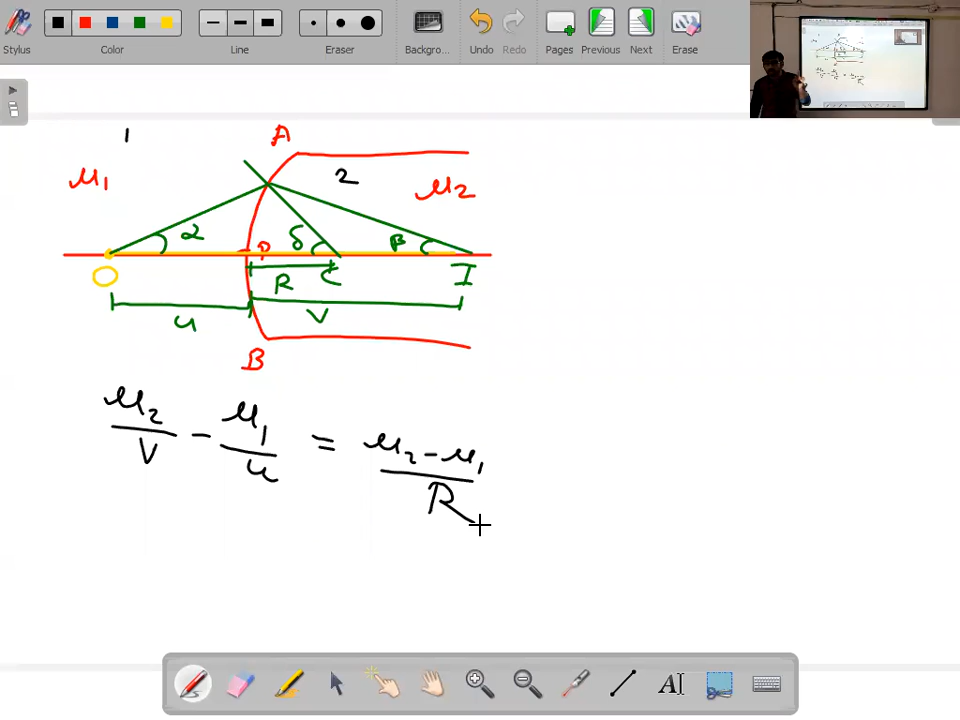 Stylus Color Line Eraser Backgro... Undo Redo Pages Previous Next Erase
1 A
μ1 2 μ2
α P δ β
O R C I
u v
B
μ2/v - μ1/u = μ2-μ1/R
A